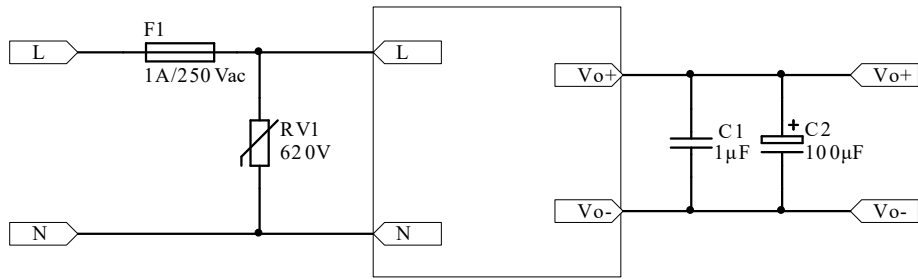 F1
L
1A/250Vac
L
Vo+
Vo+
RV1
620V
C1
1µF
+
C2
100µF
N
N
Vo-
Vo-